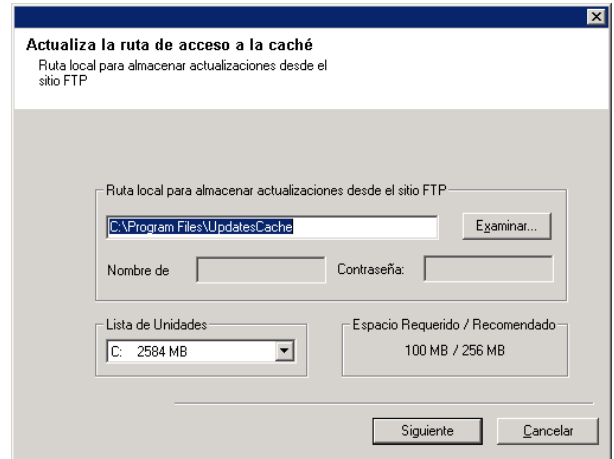 Actualiza la ruta de acceso a la caché
Ruta local para almacenar actualizaciones desde el
sitio FTP
Ruta local para almacenar actualizaciones desde el sitio FTP
C:\Program Files\UpdatesCache
Examinar...
Nombre de
Contraseña:
Lista de Unidades
Espacio Requerido / Recomendado
C: 2584 MB
100 MB / 256 MB
Siguiente
Cancelar